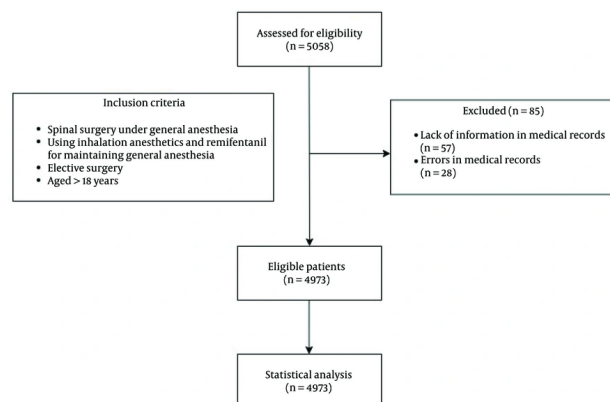 Assessed for eligibility
(n = 5058)
Inclusion criteria
• Spinal surgery under general anesthesia
• Using inhalation anesthetics and remifentanil
for maintaining general anesthesia
• Elective surgery
• Aged > 18 years
Excluded (n = 85)
• Lack of information in medical records
(n = 57)
• Errors in medical records
(n = 28)
Eligible patients
(n = 4973)
Statistical analysis
(n = 4973)